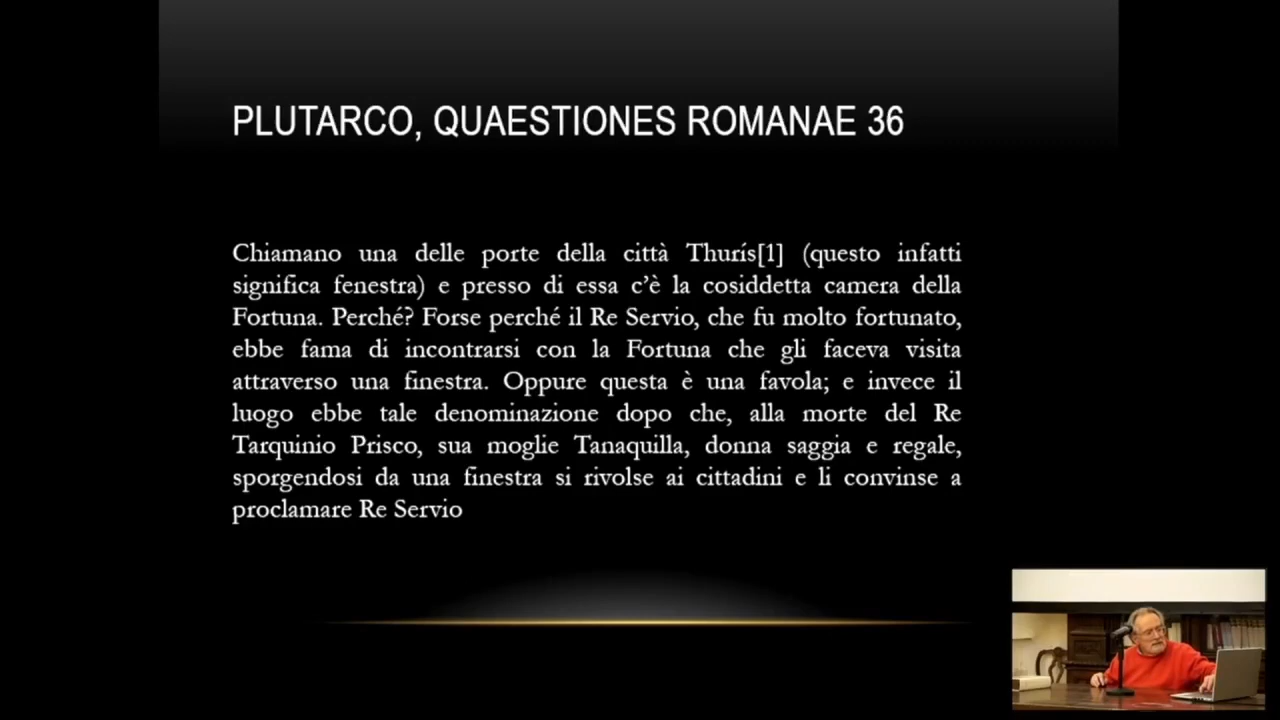 PLUTARCO, QUAESTIONES ROMANAE 36
Chiamano una delle porte della città Thurís[1] (questo infatti
significa fenestra) e presso di essa c’è la cosiddetta camera della
Fortuna. Perché? Forse perché il Re Servio, che fu molto fortunato,
ebbe fama di incontrarsi con la Fortuna che gli faceva visita
attraverso una finestra. Oppure questa è una favola; e invece il
luogo ebbe tale denominazione dopo che, alla morte del Re
Tarquinio Prisco, sua moglie Tanaquilla, donna saggia e regale,
sporgendosi da una finestra si rivolse ai cittadini e li convinse a
proclamare Re Servio